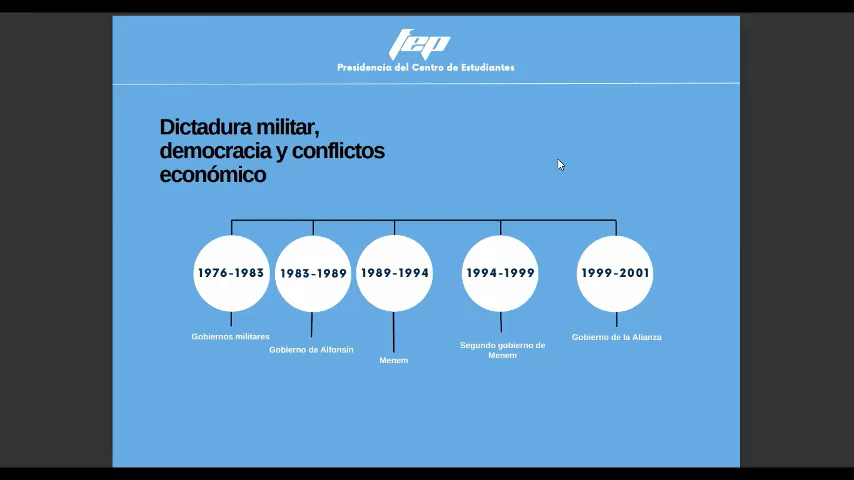 fep
Presidencia del Centro de Estudiantes
Dictadura militar,
democracia y conflictos
económico
1976-1983
1983-1989
1989-1994
1994-1999
1999-2001
Gobiernos militares
Gobierno de Alfonsín
Menem
Segundo gobierno de
Menem
Gobierno de la Alianza